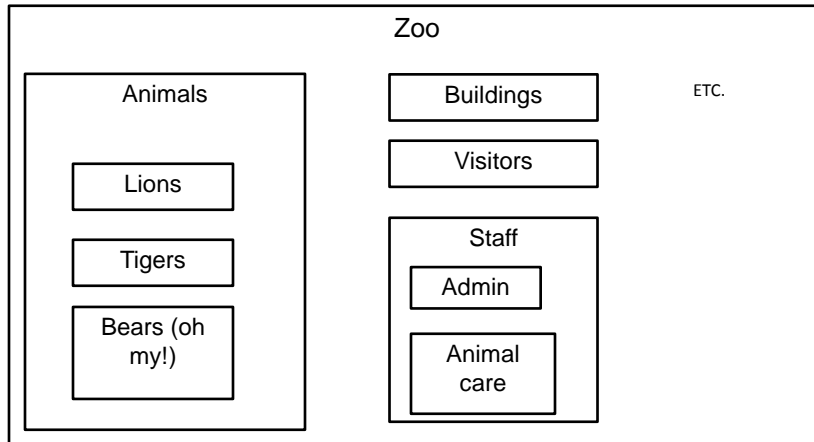 Zoo
Animals
Lions
Tigers
Bears (oh
my!)
Buildings
Visitors
Staff
Admin
Animal
care
ETC.